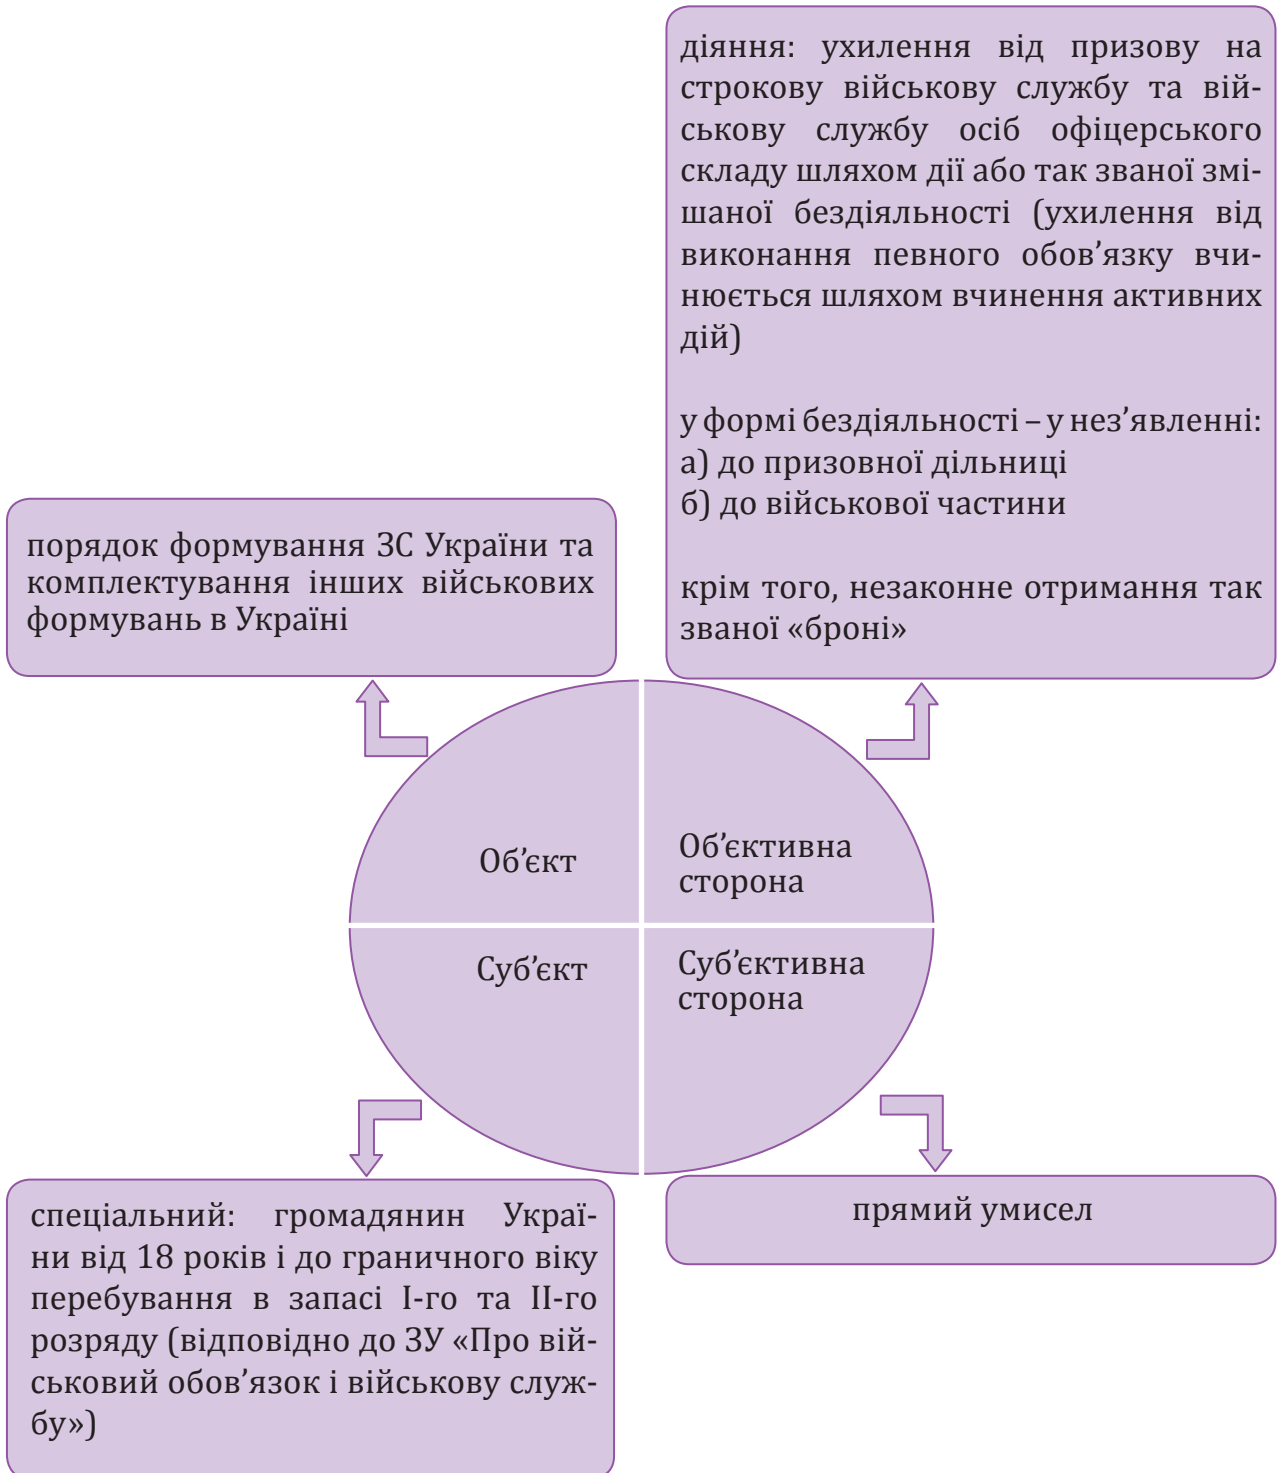 діяння: ухилення від призову на
строкову військову службу та вій-
ськову службу осіб офіцерського
складу шляхом дії або так званої змі-
шаної бездіяльності (ухилення від
виконання певного обов’язку вчи-
нюється шляхом вчинення активних
дій)
у формі бездіяльності – у нез’явленні:
а) до призовної дільниці
б) до військової частини
крім того, незаконне отримання так
званої «броні»
порядок формування ЗС України та
комплектування інших військових
формувань в Україні
Об’єкт
Об’єктивна
сторона
Суб’єкт
Суб’єктивна
сторона
спеціальний: громадянин Украї-
ни від 18 років і до граничного віку
перебування в запасі І-го та ІІ-го
розряду (відповідно до ЗУ «Про вій-
ськовий обов’язок і військову служ-
бу»)
прямий умисел